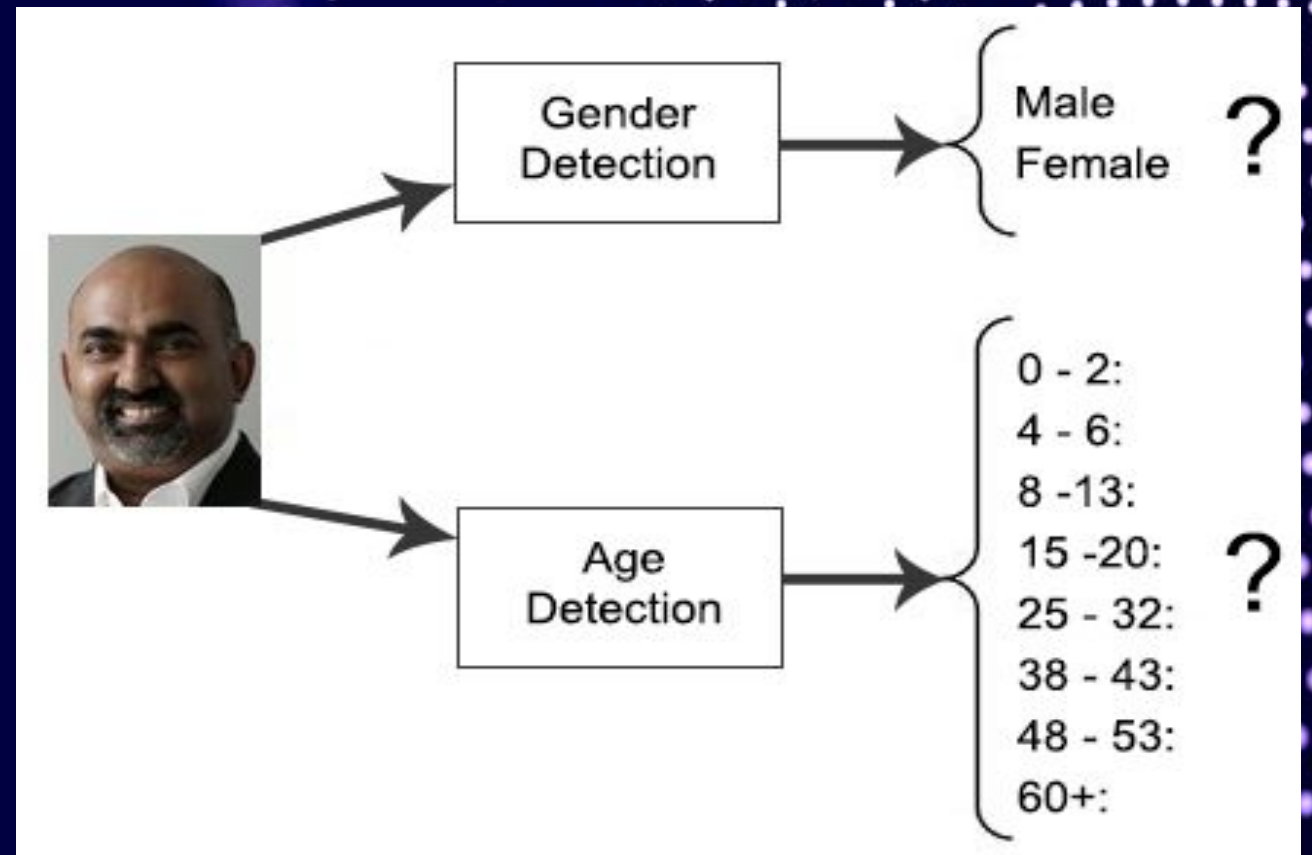 Gender
Detection
Male
Female
?
Age
Detection
0 - 2:
4 - 6:
8 -13:
15 -20:
25 - 32:
38 - 43:
48 - 53:
60+:
?